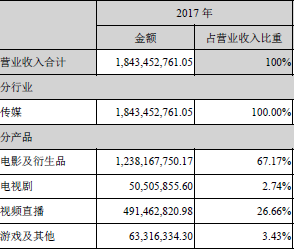 2017 年
金额 占营业收入比重
营业收入合计 1,843,452,761.05 100%
分行业
传媒 1,843,452,761.05 100.00%
分产品
电影及衍生品 1,238,167,750.17 67.17%
电视剧 50,505,855.60 2.74%
视频直播 491,462,820.98 26.66%
游戏及其他 63,316,334.30 3.43%